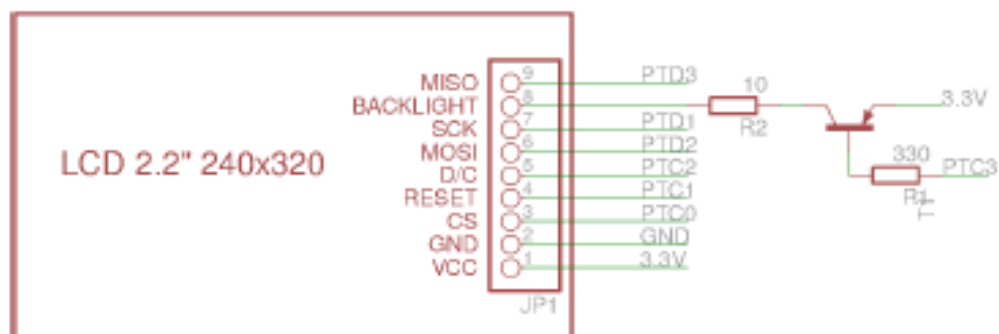 MISO 9 PTD3
BACKLIGHT 8 10 3.3V
SCK 7 PTD1 R2
MOSI 6 PTD2 330
LCD 2.2" 240x320
D/C 5 PTC2 PTC3
RESET 4 PTC1 R1
CS 3 PTC0
GND 2 GND
VCC 1 3.3V
JP1